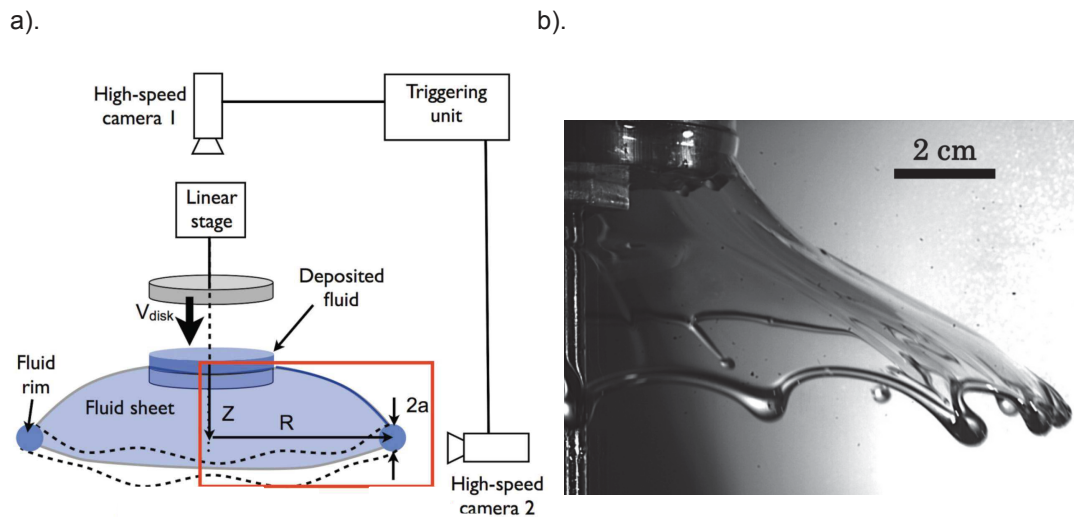 a).
b).
High-speed
camera 1
Triggering
unit
Linear
stage
Deposited
fluid
Vdisk
Fluid
rim
Fluid sheet
Z
R
2a
High-speed
camera 2
2 cm